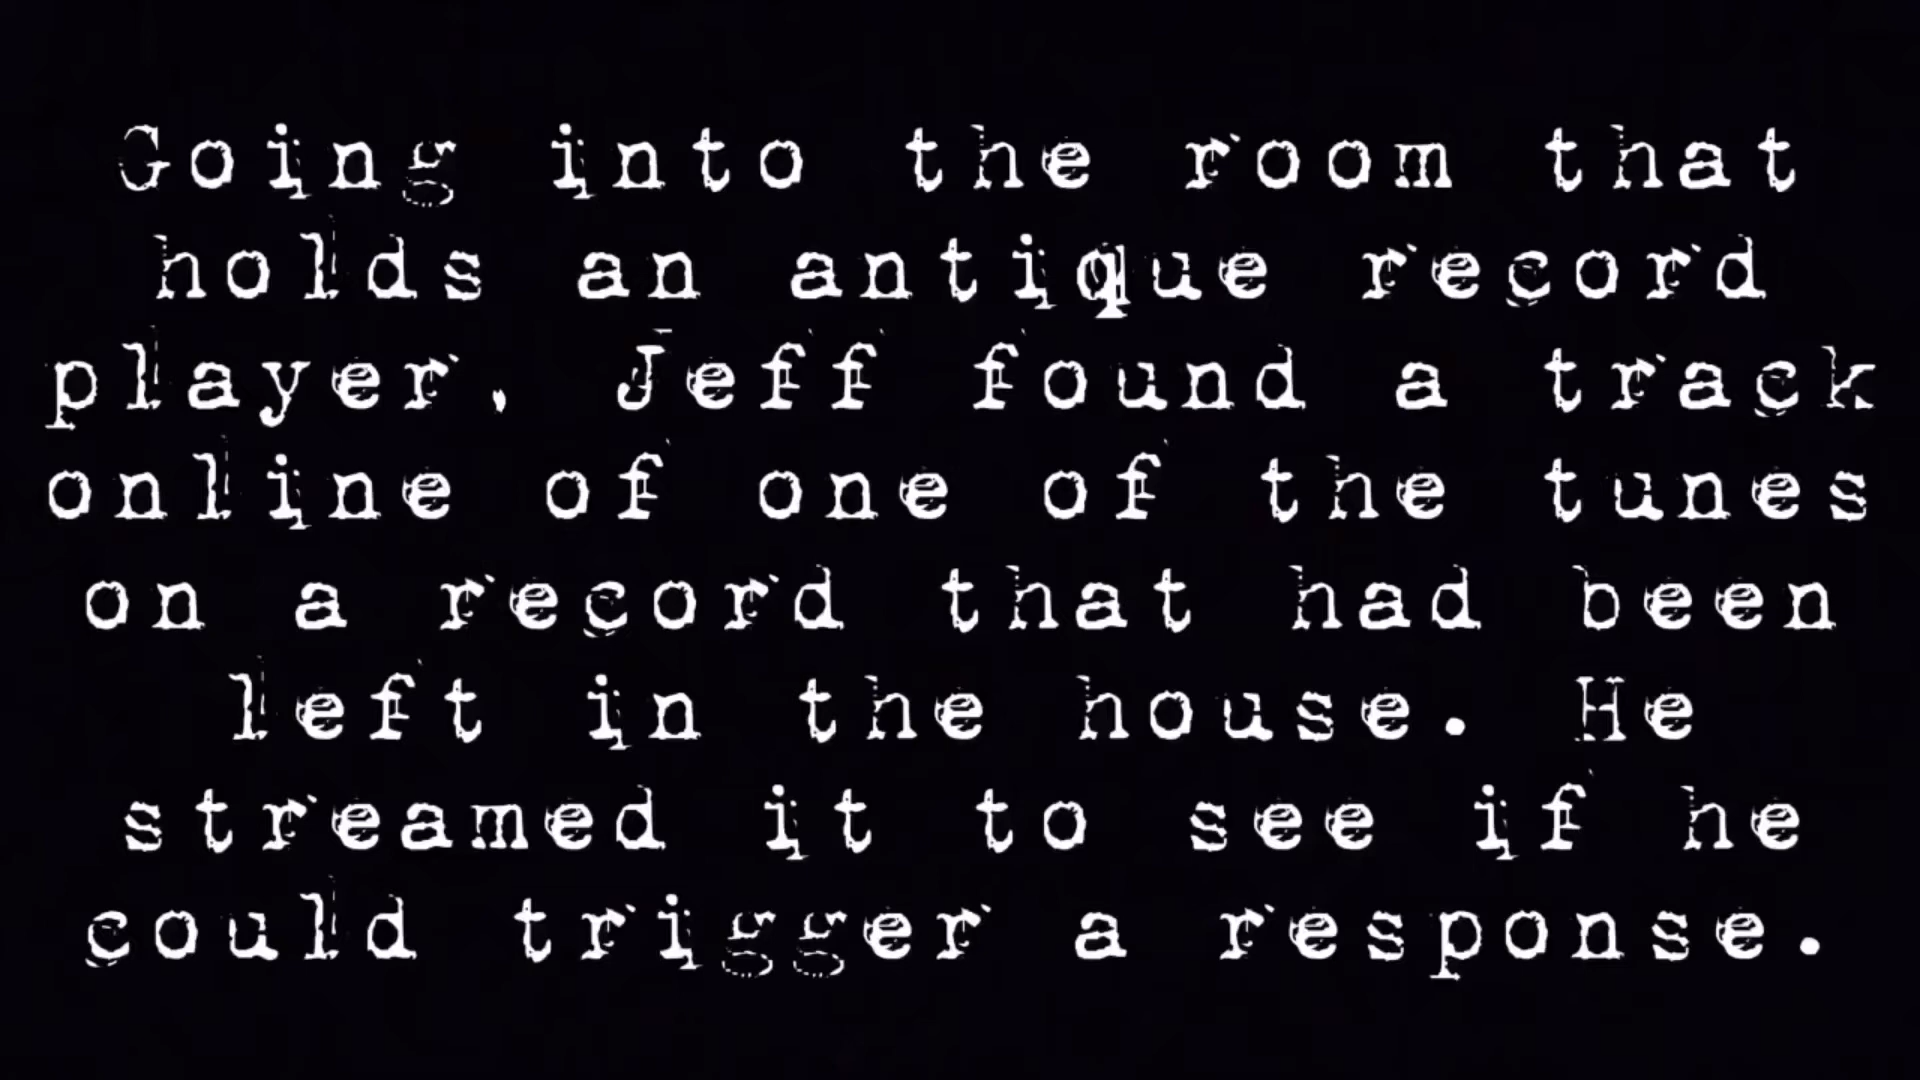 Going into the room that
holds an antique record
player, Jeff found a track
online of one of the tunes
on a record that had been
left in the house. He
streamed it to see if he
could trigger a response.